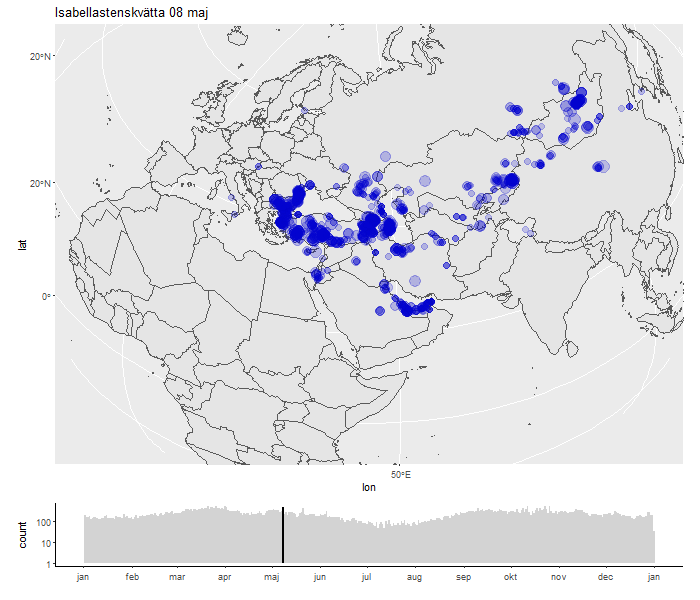 Isabellastenskvätta 08 maj
20°N
20°N
lat
0°
50°E
lon
count
100
10
1
jan feb mar apr maj jun jul aug sep okt nov dec jan